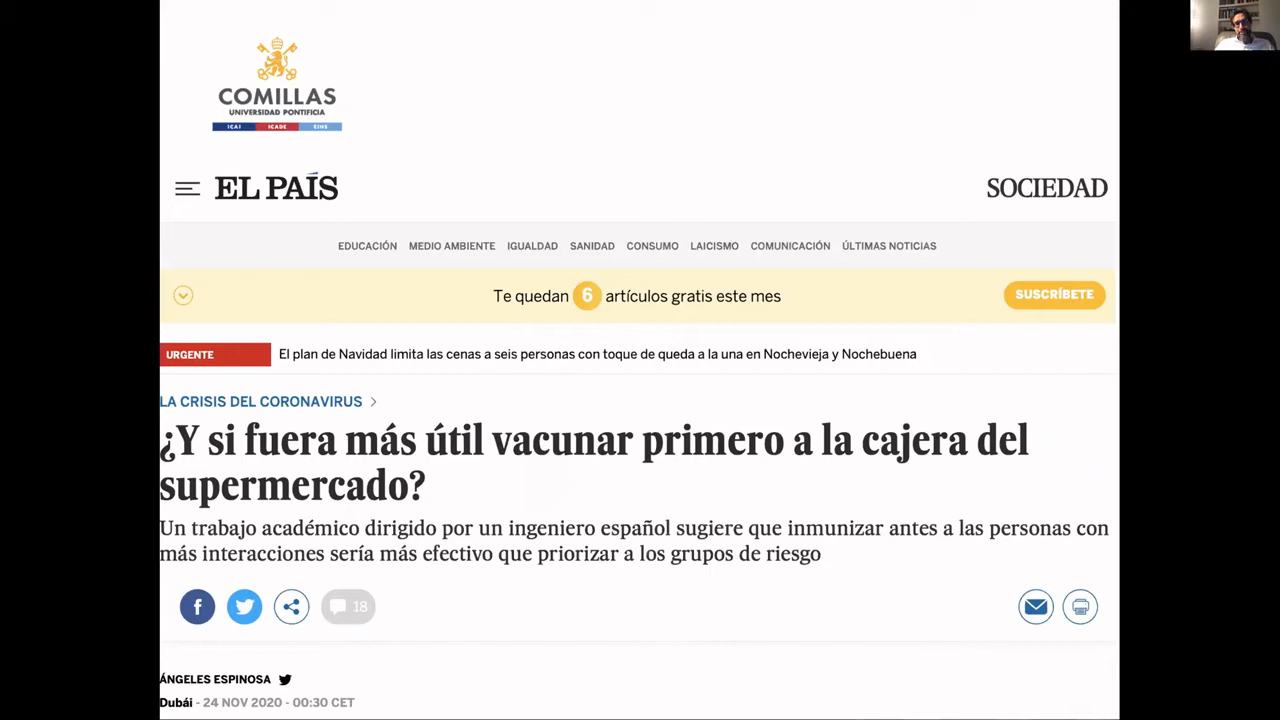 COMILLAS
UNIVERSIDAD PONTIFICIA
ICAI ICADE CIHS
EL PAÍS
SOCIEDAD
EDUCACIÓN MEDIO AMBIENTE IGUALDAD SANIDAD CONSUMO LAICISMO COMUNICACIÓN ÚLTIMAS NOTICIAS
Te quedan 6 artículos gratis este mes
SUSCRÍBETE
URGENTE El plan de Navidad limita las cenas a seis personas con toque de queda a la una en Nochevieja y Nochebuena
LA CRISIS DEL CORONAVIRUS >
¿Y si fuera más útil vacunar primero a la cajera del
supermercado?
Un trabajo académico dirigido por un ingeniero español sugiere que inmunizar antes a las personas con
más interacciones sería más efectivo que priorizar a los grupos de riesgo
18
ÁNGELES ESPINOSA
Dubái - 24 NOV 2020 - 00:30 CET